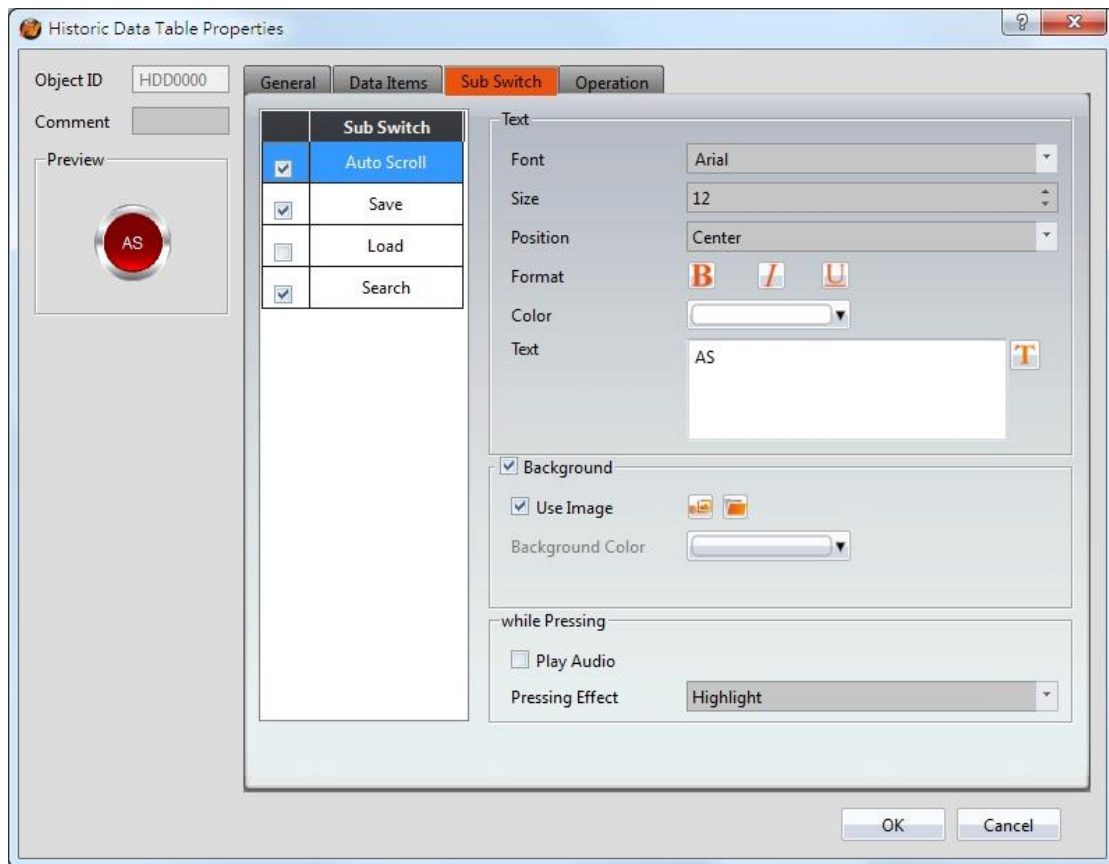 Historic Data Table Properties
?
X
Object ID
HDD0000
Comment
Preview
AS
General
Data Items
Sub Switch
Operation
Sub Switch
Auto Scroll
Save
Load
Search
Text
Font
Arial
Size
12
Position
Center
Format
B
I
U
Color
Text
AS
T
Background
Use Image
Background Color
while Pressing
Play Audio
Pressing Effect
Highlight
OK
Cancel